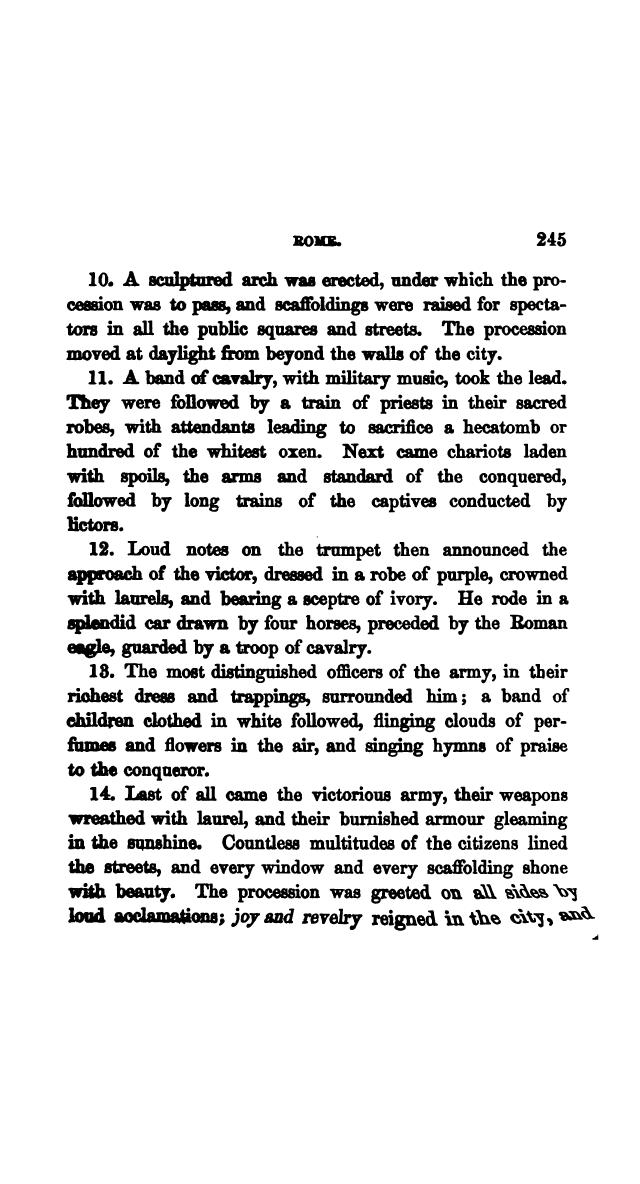 ROME. 245
10. A sculptured arch was erected, under which the pro-
cession was to pass, and scaffoldings were raised for specta-
tors in all the public squares and streets. The procession
moved at daylight from beyond the walls of the city.
11. A band of cavalry, with military music, took the lead.
They were followed by a train of priests in their sacred
robes, with attendants leading to sacrifice a hecatomb or
hundred of the whitest oxen. Next came chariots laden
with spoils, the arms and standard of the conquered,
followed by long trains of the captives conducted by
lictors.
12. Loud notes on the trumpet then announced the
approach of the victor, dressed in a robe of purple, crowned
with laurels, and bearing a sceptre of ivory. He rode in a
splendid car drawn by four horses, preceded by the Roman
eagle, guarded by a troop of cavalry.
13. The most distinguished officers of the army, in their
richest dress and trappings, surrounded him; a band of
children clothed in white followed, flinging clouds of per-
fumes and flowers in the air, and singing hymns of praise
to the conqueror.
14. Last of all came the victorious army, their weapons
wreathed with laurel, and their burnished armour gleaming
in the sunshine. Countless multitudes of the citizens lined
the streets, and every window and every scaffolding shone
with beauty. The procession was greeted on all sides by
loud acclamations; joy and revelry reigned in the city, and